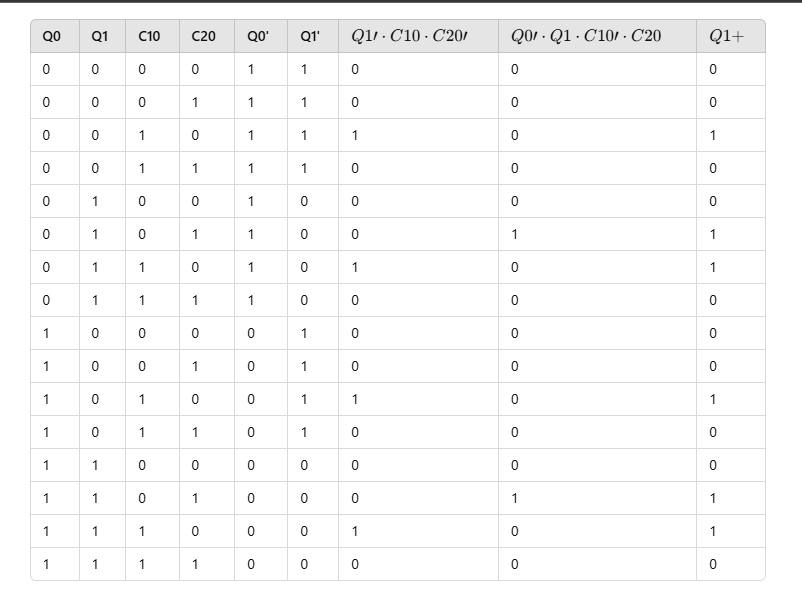 Q0 Q1 C10 C20 Q0' Q1' Q1′ · C10 · C20′ Q0′ · Q1 · C10′ · C20 Q1+
0 0 0 0 1 1 0 0 0
0 0 0 1 1 1 0 0 0
0 0 1 0 1 1 1 0 1
0 0 1 1 1 1 0 0 0
0 1 0 0 1 0 0 0 0
0 1 0 1 1 0 0 1 1
0 1 1 0 1 0 1 0 1
0 1 1 1 1 0 0 0 0
1 0 0 0 0 1 0 0 0
1 0 0 1 0 1 0 0 0
1 0 1 0 0 1 1 0 1
1 0 1 1 0 1 0 0 0
1 1 0 0 0 0 0 0 0
1 1 0 1 0 0 0 1 1
1 1 1 0 0 0 1 0 1
1 1 1 1 0 0 0 0 0